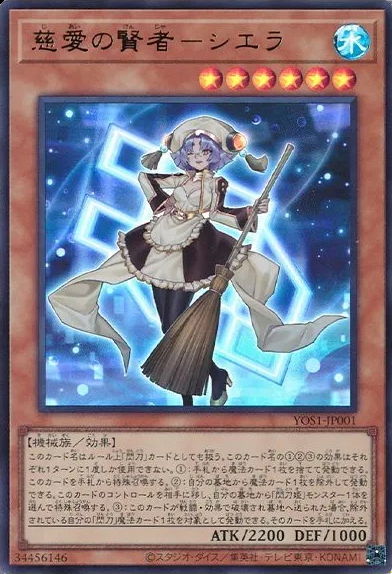 慈愛の賢者－シエラ
水
YOS1-JP001
【機械族／効果】
このカード名はルール上「閃刀」カードとしても扱う。このカード名の①②③の効果はそれ
ぞれ1ターンに1度しか使用できない。①：手札から魔法カード1枚を捨てて発動できる。
このカードを手札から特殊召喚する。②：自分の墓地から魔法カード1枚を除外して発動できる。
このカードのコントロールを相手に移し、自分の墓地から「閃刀姫」モンスター1体を
選んで特殊召喚する。③：このカードが戦闘・効果で破壊され墓地へ送られた場合、除外
されている自分の「閃刀」魔法カード1枚を対象として発動できる。そのカードを手札に加える。
ATK/2200 DEF/1000
34456146
©スタジオ・ダイス／集英社・テレビ東京・KONAMI